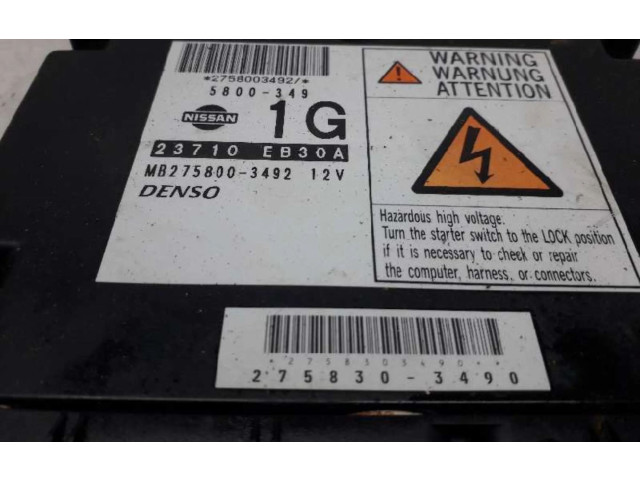 *2758003492/*
5800-349
NISSAN
1G
23710 EB30A
MB275800-3492 12V
DENSO
WARNING
WARNUNG
ATTENTION
Hazardous high voltage.
Turn the starter switch to the LOCK position
if it is necessary to check or repair
the computer, harness, or connectors.
*2758303490**
275830-3490